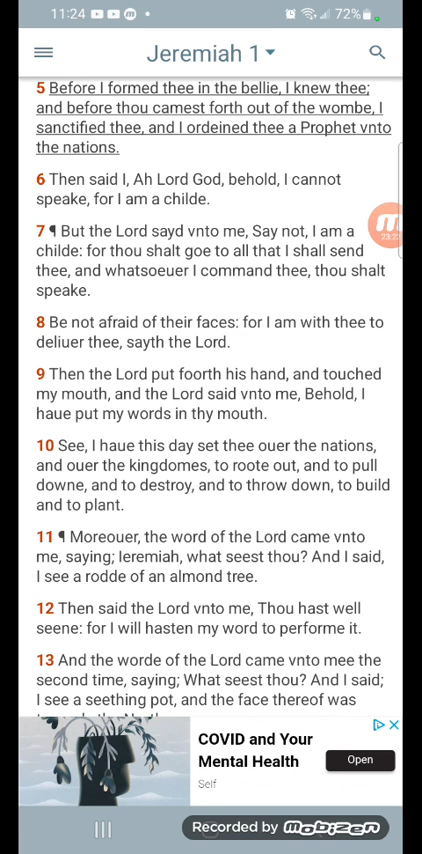 11:24 72%
Jeremiah 1
5 Before I formed thee in the bellie, I knew thee;
and before thou camest forth out of the wombe, I
sanctified thee, and I ordeined thee a Prophet vnto
the nations.
6 Then said I, Ah Lord God, behold, I cannot
speake, for I am a childe.
7 ¶ But the Lord sayd vnto me, Say not, I am a
childe: for thou shalt goe to all that I shall send
thee, and whatsoeuer I command thee, thou shalt
speake.
8 Be not afraid of their faces: for I am with thee to
deliuer thee, sayth the Lord.
9 Then the Lord put foorth his hand, and touched
my mouth, and the Lord said vnto me, Behold, I
haue put my words in thy mouth.
10 See, I haue this day set thee ouer the nations,
and ouer the kingdomes, to roote out, and to pull
downe, and to destroy, and to throw down, to build
and to plant.
11 ¶ Moreouer, the word of the Lord came vnto
me, saying; Ieremiah, what seest thou? And I said,
I see a rodde of an almond tree.
12 Then said the Lord vnto me, Thou hast well
seene: for I will hasten my word to performe it.
13 And the worde of the Lord came vnto mee the
second time, saying; What seest thou? And I said;
I see a seething pot, and the face thereof was
COVID and Your
Mental Health
Open
Self
Recorded by Mobizen